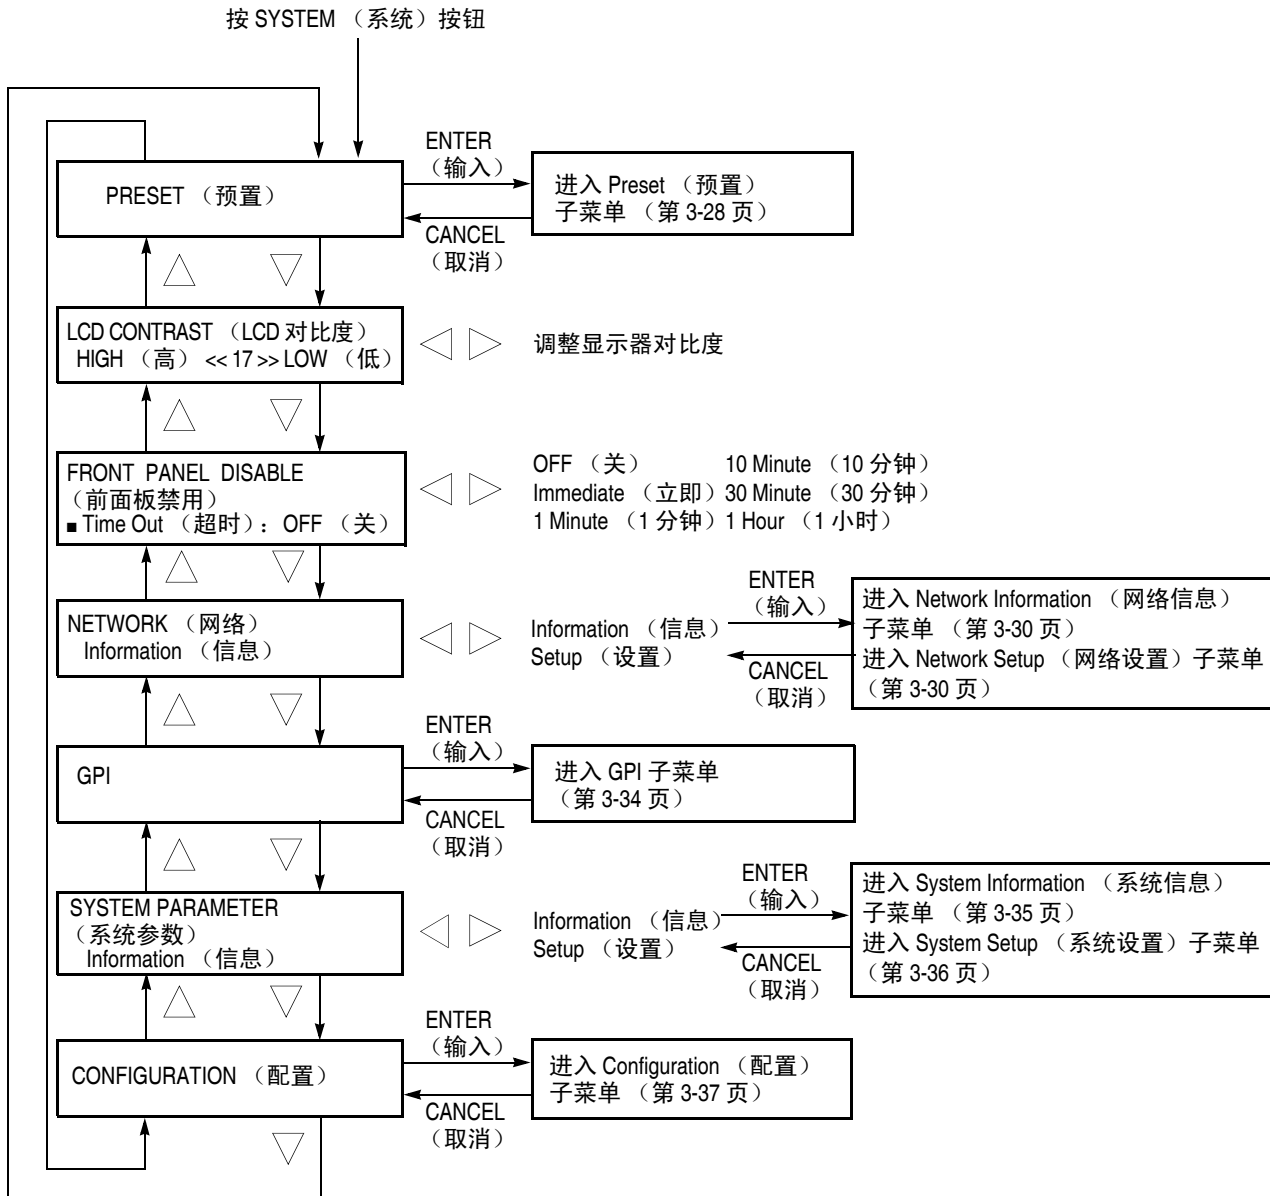 按 SYSTEM （系统）按钮
ENTER
（输入）
PRESET （预置）
进入 Preset （预置）
子菜单 （第 3-28 页）
CANCEL
（取消）
LCD CONTRAST （LCD 对比度）
HIGH （高） << 17 >> LOW （低）
调整显示器对比度
FRONT PANEL DISABLE
（前面板禁用）
■ Time Out （超时）：OFF （关）
OFF （关） 10 Minute （10 分钟）
Immediate （立即） 30 Minute （30 分钟）
1 Minute （1 分钟） 1 Hour （1 小时）
NETWORK （网络）
Information （信息）
Information （信息）
Setup （设置）
ENTER
（输入）
CANCEL
（取消）
进入 Network Information （网络信息）
子菜单 （第 3-30 页）
进入 Network Setup （网络设置）子菜单
（第 3-30 页）
GPI
ENTER
（输入）
CANCEL
（取消）
进入 GPI 子菜单
（第 3-34 页）
SYSTEM PARAMETER
（系统参数）
Information （信息）
Information （信息）
Setup （设置）
ENTER
（输入）
CANCEL
（取消）
进入 System Information （系统信息）
子菜单 （第 3-35 页）
进入 System Setup （系统设置）子菜单
（第 3-36 页）
CONFIGURATION （配置）
ENTER
（输入）
CANCEL
（取消）
进入 Configuration （配置）
子菜单 （第 3-37 页）